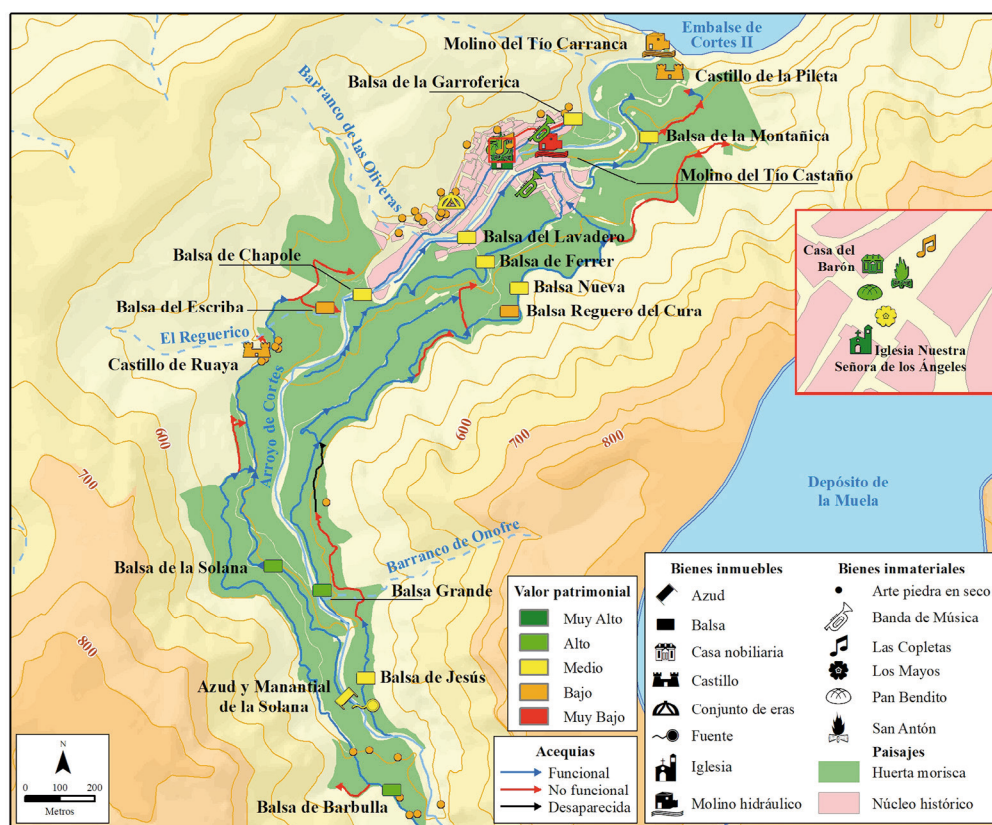 Embalse de
Cortes II
Molino del Tío Carranca
Castillo de la Pileta
Balsa de la
Garroferica
Barranco de las Oliveras
Balsa de la Montañica
Molino del Tío Castaño
Balsa del Lavadero
Balsa de Chapole
Balsa de Ferrer
Balsa Nueva
Balsa del Escriba
Balsa Reguero del Cura
El Reguerico
Castillo de Ruaya
Arroyo de Cortes
Casa del
Barón
Iglesia Nuestra
Señora de los Ángeles
600
700
600
700
800
Depósito de
la Muela
Barranco de Onofre
Balsa de la Solana
Balsa Grande
800
Balsa de Jesús
Azud y Manantial
de la Solana
Balsa de Barbulla
N
0 100 200
Metros
Valor patrimonial
Muy Alto
Alto
Medio
Bajo
Muy Bajo
Acequias
Funcional
No funcional
Desaparecida
Bienes inmuebles
Azud
Balsa
Casa nobiliaria
Castillo
Conjunto de eras
Fuente
Iglesia
Molino hidráulico
Bienes inmateriales
Arte piedra en seco
Banda de Música
Las Copletas
Los Mayos
Pan Bendito
San Antón
Paisajes
Huerta morisca
Núcleo histórico